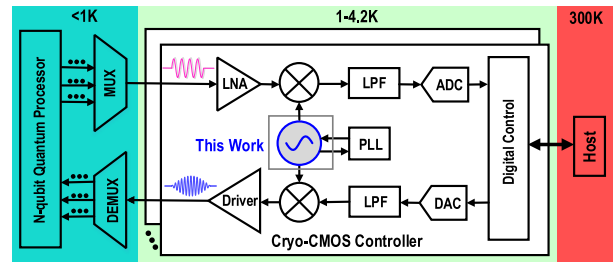 <1K
1-4.2K
300K
N-qubit Quantum Processor
MUX
LNA
LPF
ADC
This Work
PLL
Digital Control
Host
DEMUX
Driver
LPF
DAC
Cryo-CMOS Controller